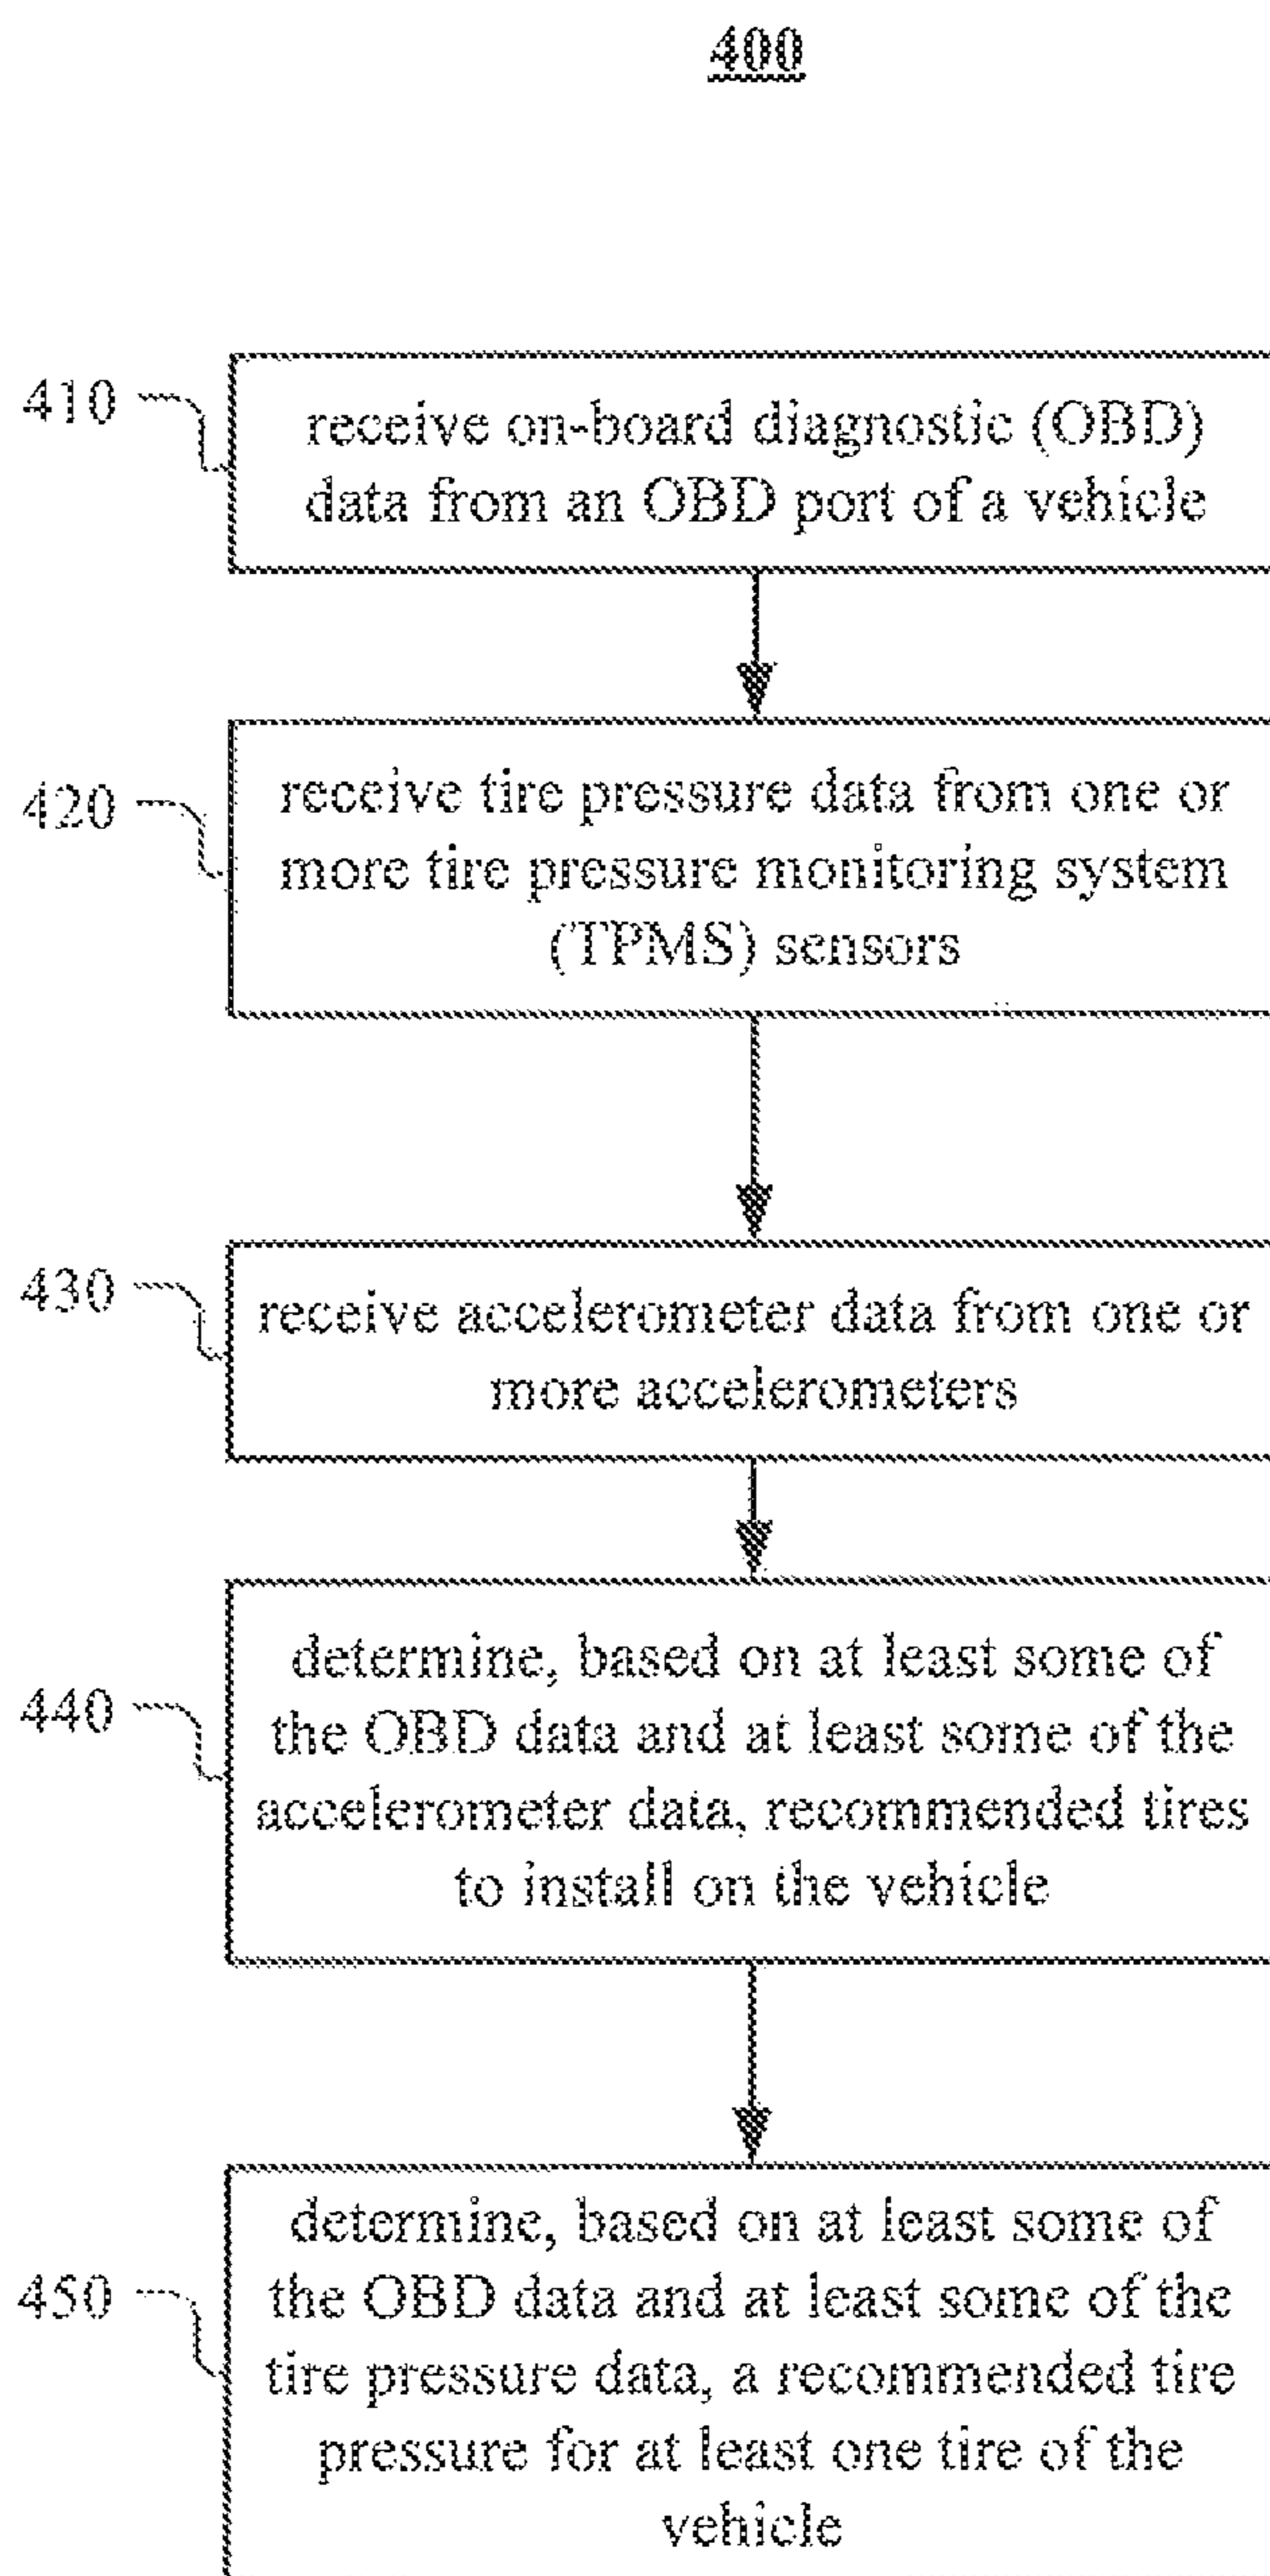 400
410
receive on-board diagnostic (OBD)
data from an OBD port of a vehicle
420
receive tire pressure data from one or
more tire pressure monitoring system
(TPMS) sensors
430
receive accelerometer data from one or
more accelerometers
440
determine, based on at least some of
the OBD data and at least some of the
accelerometer data, recommended tires
to install on the vehicle
450
determine, based on at least some of
the OBD data and at least some of the
tire pressure data, a recommended tire
pressure for at least one tire of the
vehicle